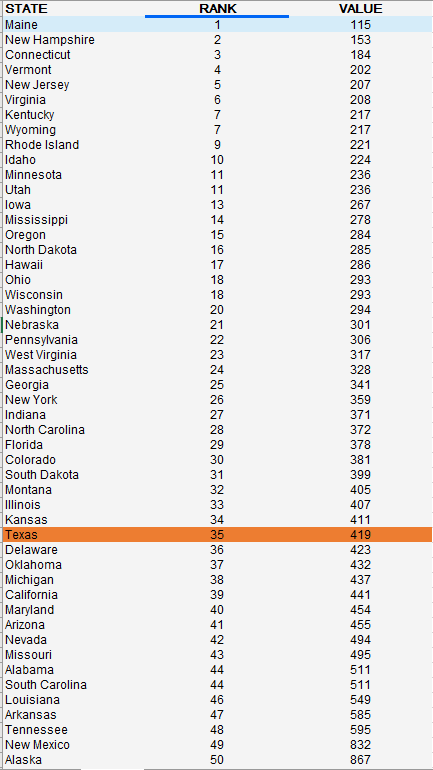 STATE RANK VALUE
Maine 1 115
New Hampshire 2 153
Connecticut 3 184
Vermont 4 202
New Jersey 5 207
Virginia 6 208
Kentucky 7 217
Wyoming 7 217
Rhode Island 9 221
Idaho 10 224
Minnesota 11 236
Utah 11 236
Iowa 13 267
Mississippi 14 278
Oregon 15 284
North Dakota 16 285
Hawaii 17 286
Ohio 18 293
Wisconsin 18 293
Washington 20 294
Nebraska 21 301
Pennsylvania 22 306
West Virginia 23 317
Massachusetts 24 328
Georgia 25 341
New York 26 359
Indiana 27 371
North Carolina 28 372
Florida 29 378
Colorado 30 381
South Dakota 31 399
Montana 32 405
Illinois 33 407
Kansas 34 411
Texas 35 419
Delaware 36 423
Oklahoma 37 432
Michigan 38 437
California 39 441
Maryland 40 454
Arizona 41 455
Nevada 42 494
Missouri 43 495
Alabama 44 511
South Carolina 44 511
Louisiana 46 549
Arkansas 47 585
Tennessee 48 595
New Mexico 49 832
Alaska 50 867